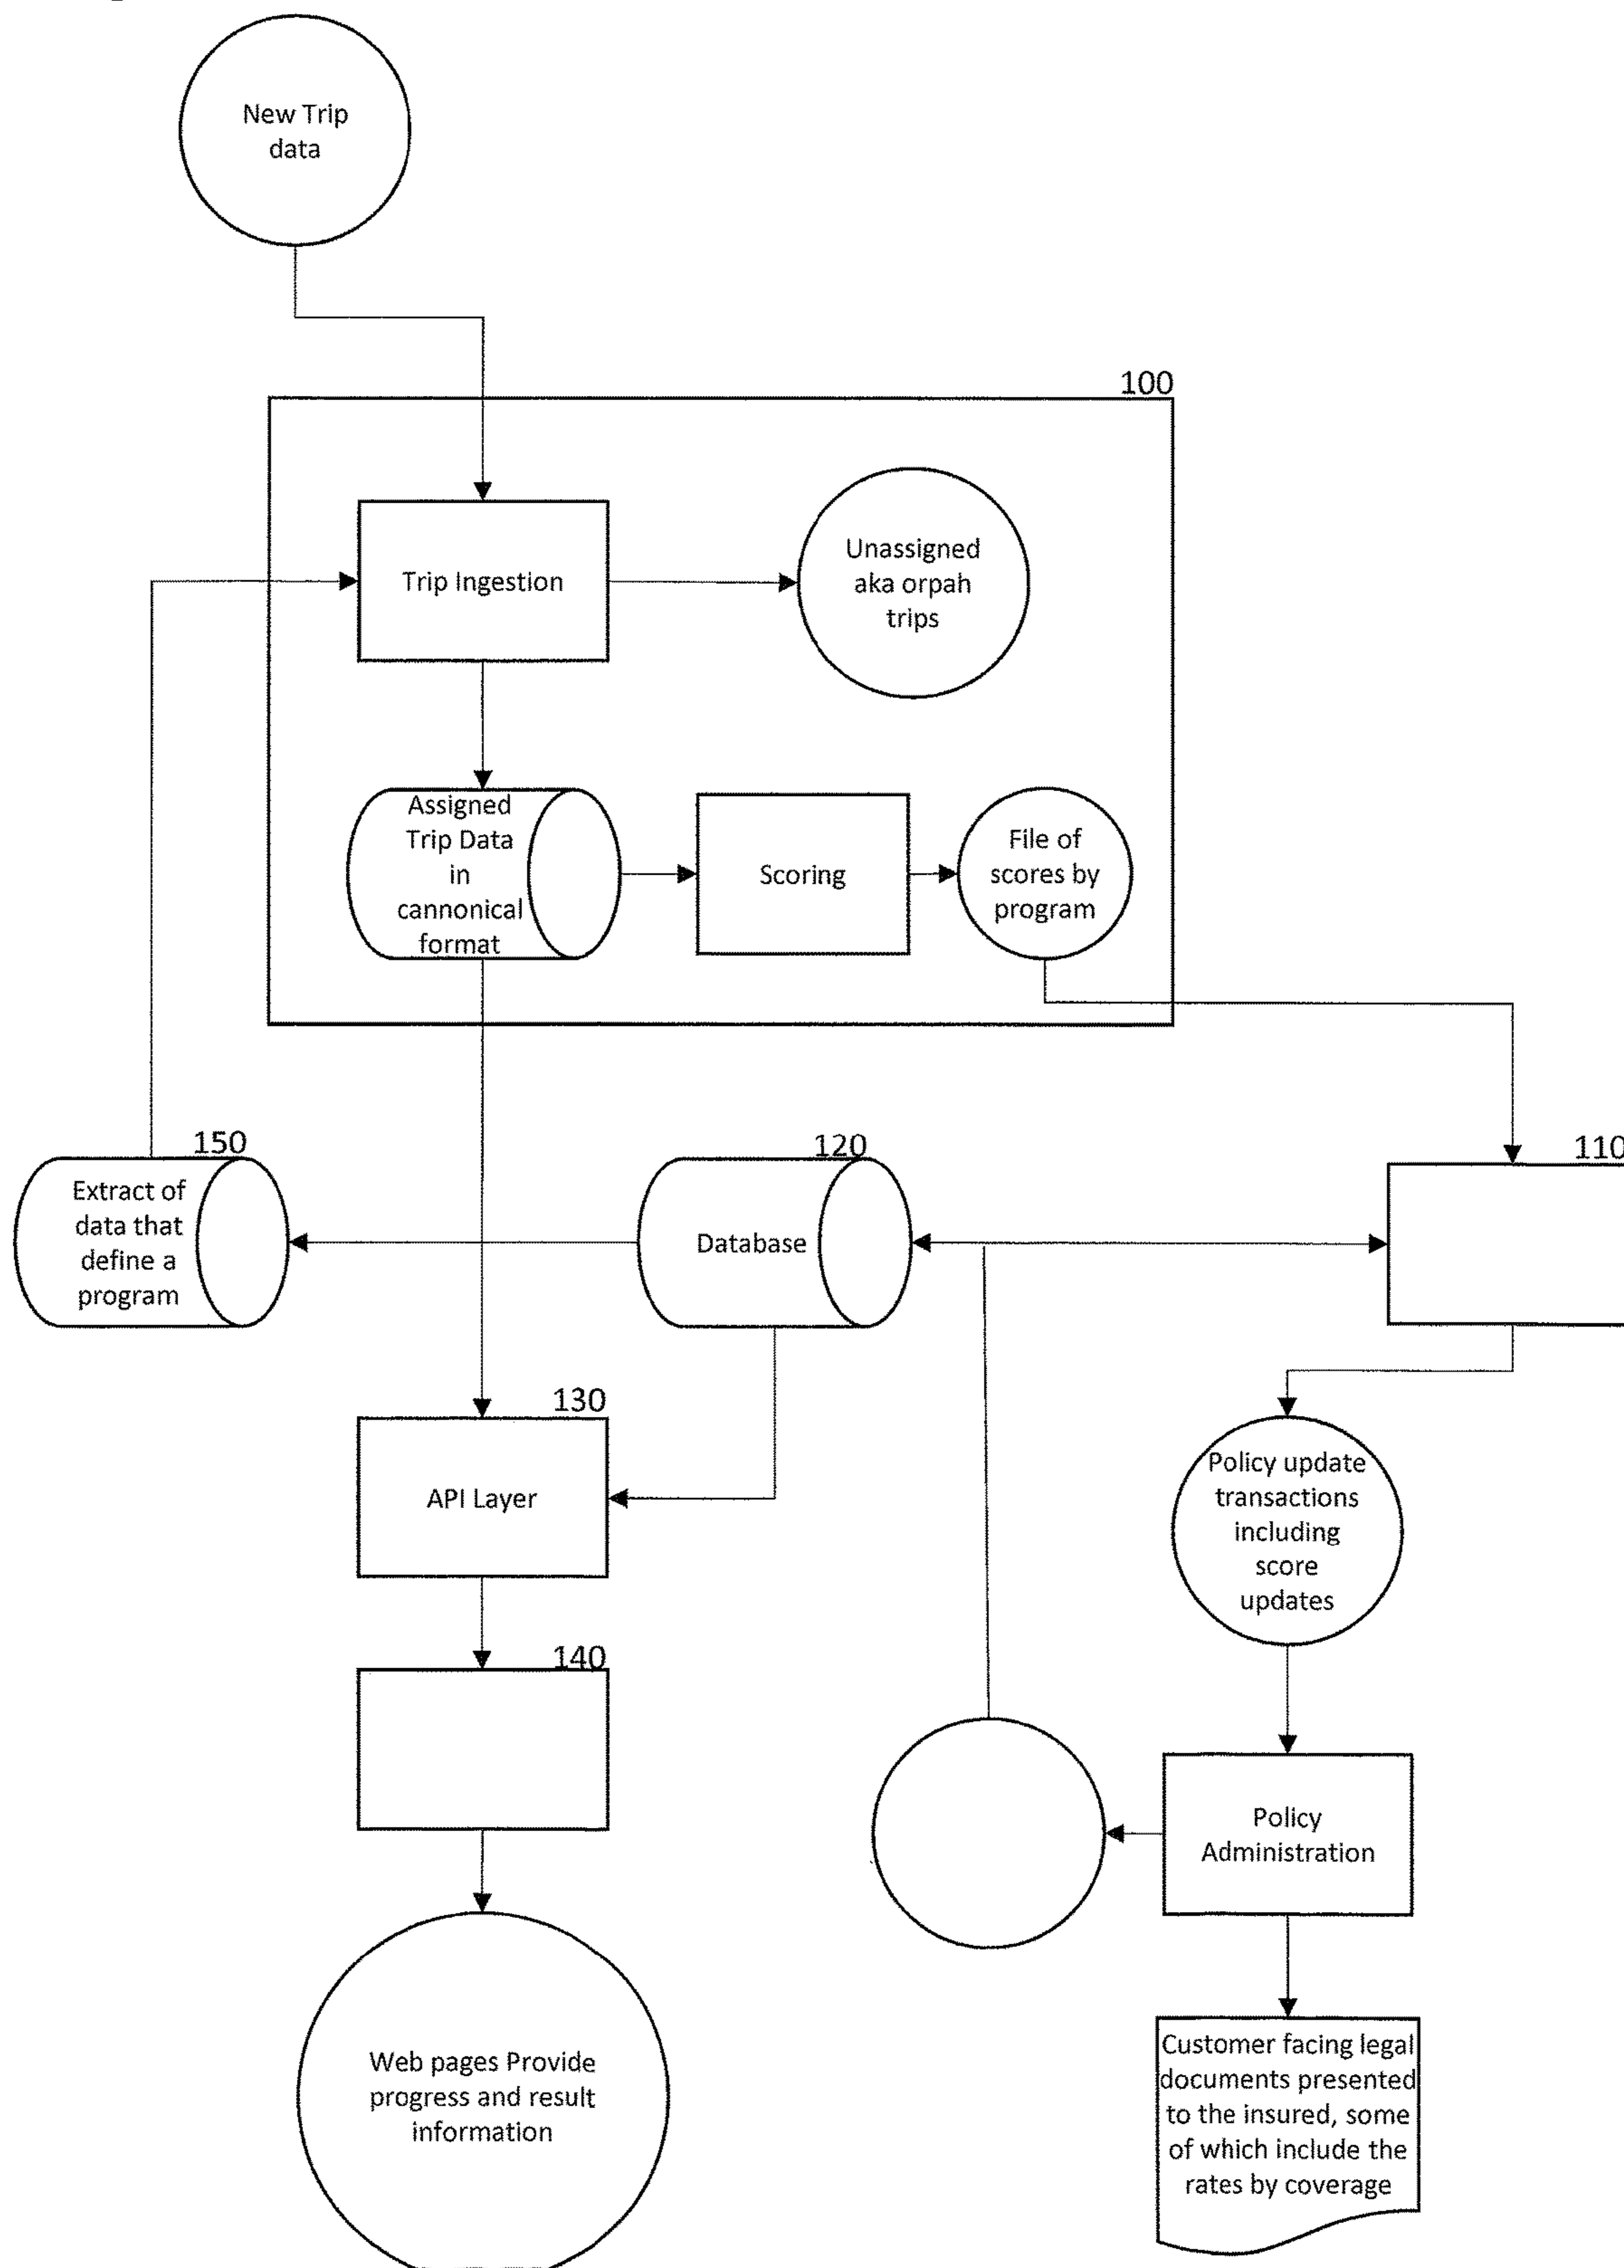 New Trip
data
100
Trip Ingestion
Unassigned
aka orpah
trips
Assigned
Trip Data
in
cannonical
format
Scoring
File of
scores by
program
150
Extract of
data that
define a
program
120
Database
110
130
API Layer
Policy update
transactions
including
score
updates
140
Policy
Administration
Web pages Provide
progress and result
information
Customer facing legal
documents presented
to the insured, some
of which include the
rates by coverage